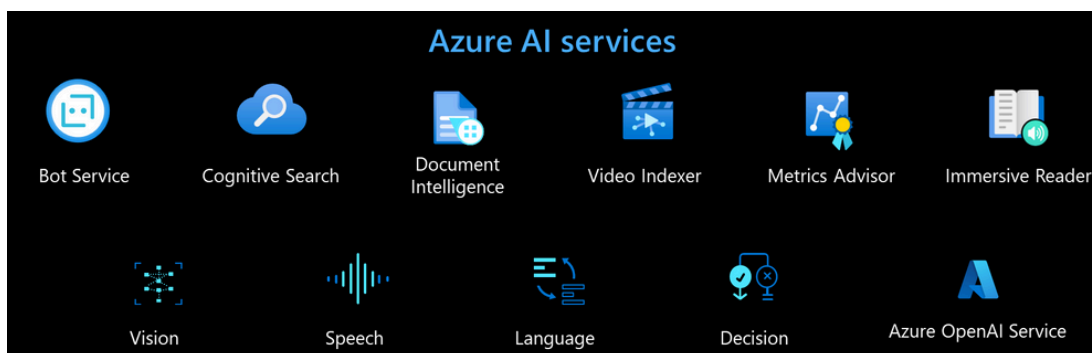 Azure AI services
Bot Service
Cognitive Search
Document
Intelligence
Video Indexer
Metrics Advisor
Immersive Reader
Vision
Speech
Language
Decision
Azure OpenAI Service